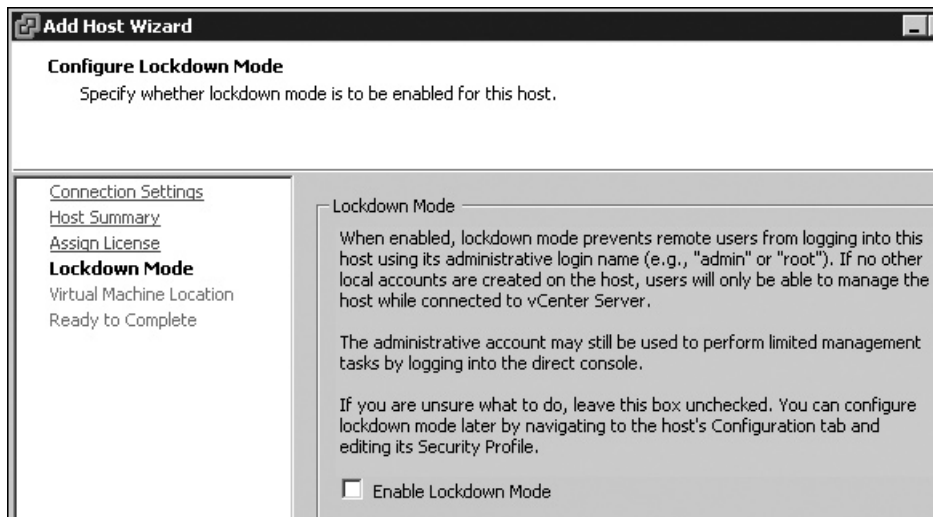 Add Host Wizard
Configure Lockdown Mode
Specify whether lockdown mode is to be enabled for this host.
Connection Settings
Host Summary
Assign License
Lockdown Mode
Virtual Machine Location
Ready to Complete
Lockdown Mode
When enabled, lockdown mode prevents remote users from logging into this
host using its administrative login name (e.g., "admin" or "root"). If no other
local accounts are created on the host, users will only be able to manage the
host while connected to vCenter Server.
The administrative account may still be used to perform limited management
tasks by logging into the direct console.
If you are unsure what to do, leave this box unchecked. You can configure
lockdown mode later by navigating to the host's Configuration tab and
editing its Security Profile.
Enable Lockdown Mode